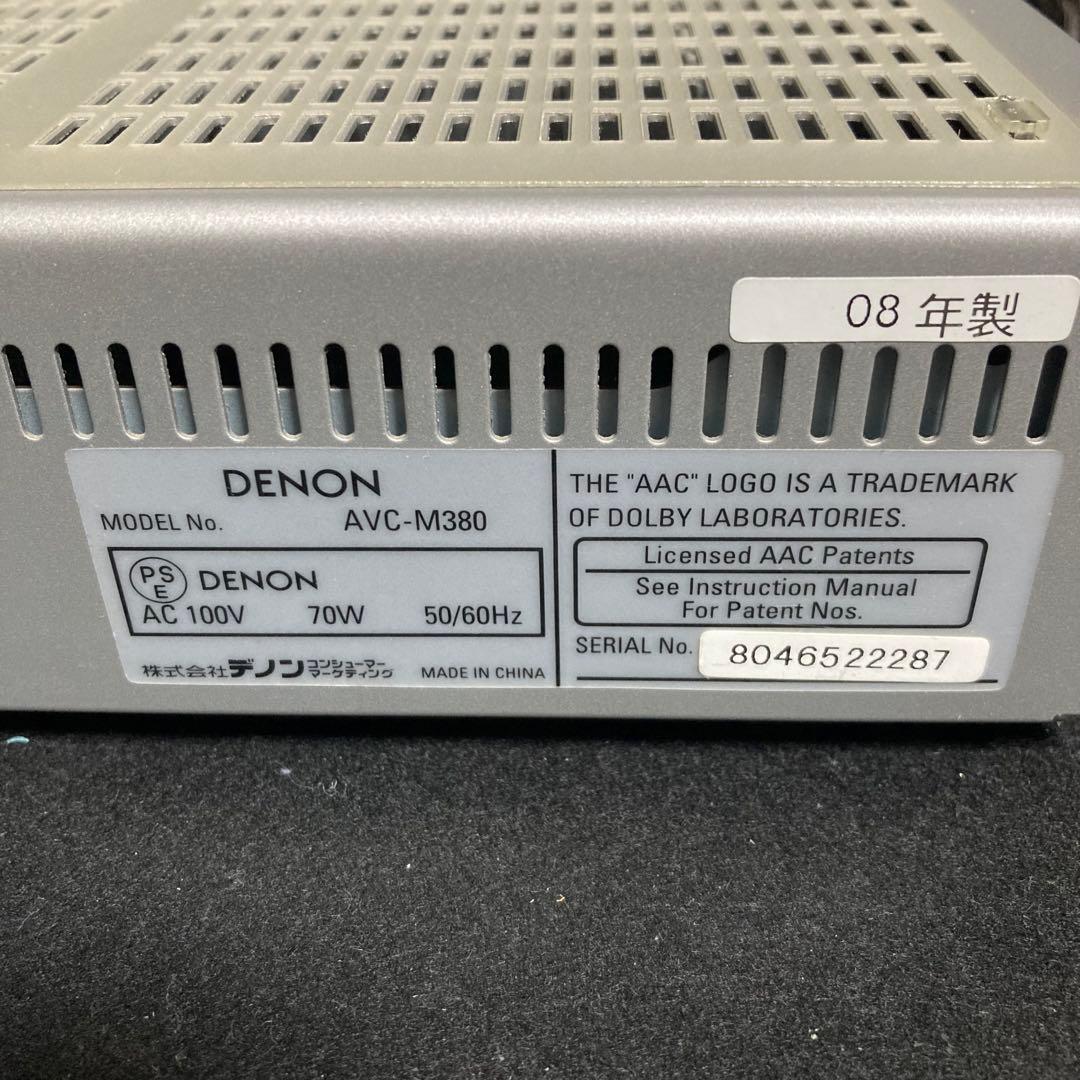 08 年製
DENON
MODEL No. AVC-M380
PSE DENON
AC 100V 70W 50/60Hz
株式会社デノン コンシューマー
マーケティング
MADE IN CHINA
THE "AAC" LOGO IS A TRADEMARK
OF DOLBY LABORATORIES.
Licensed AAC Patents
See Instruction Manual
For Patent Nos.
SERIAL No. 8046522287